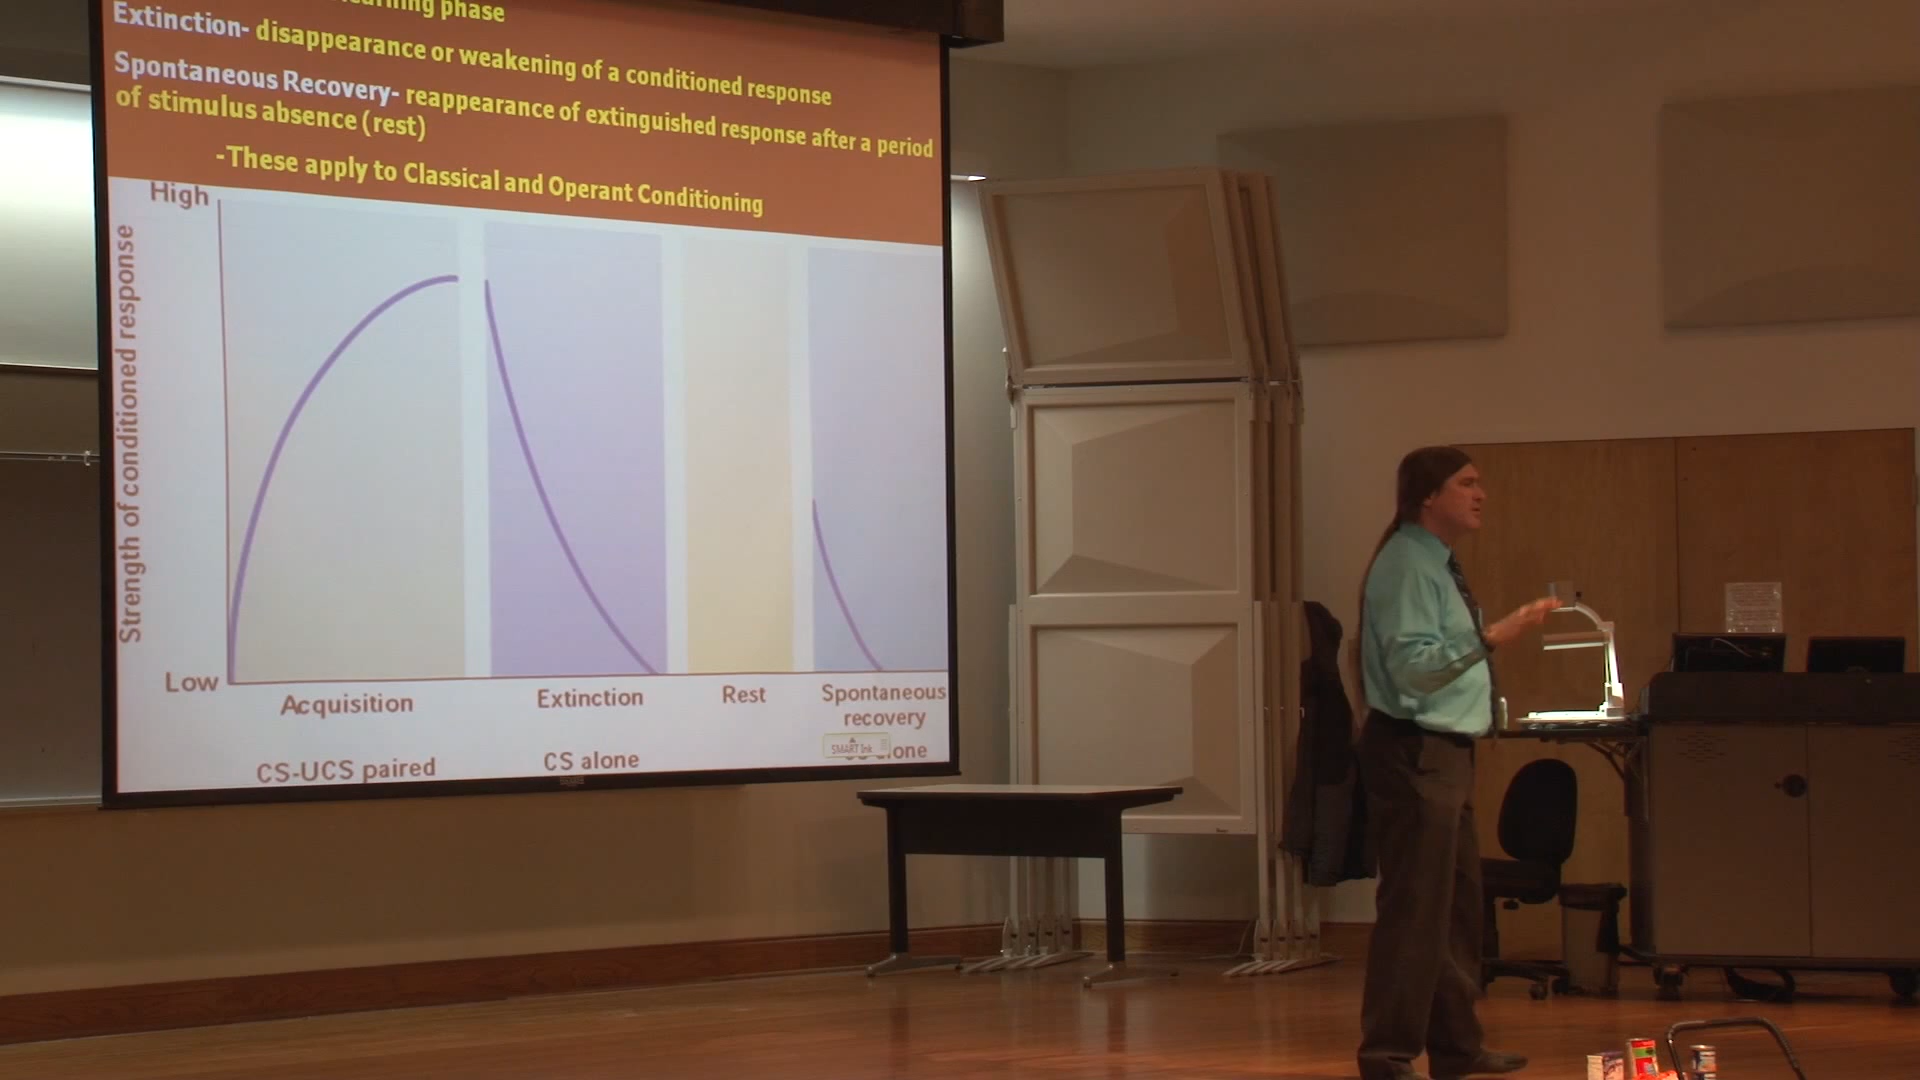 learning phase
Extinction- disappearance or weakening of a conditioned response
Spontaneous Recovery- reappearance of extinguished response after a period
of stimulus absence (rest)
-These apply to Classical and Operant Conditioning
High
Strength of conditioned response
Low
Acquisition
Extinction
Rest
Spontaneous
recovery
CS-UCS paired
CS alone
SMART Ink